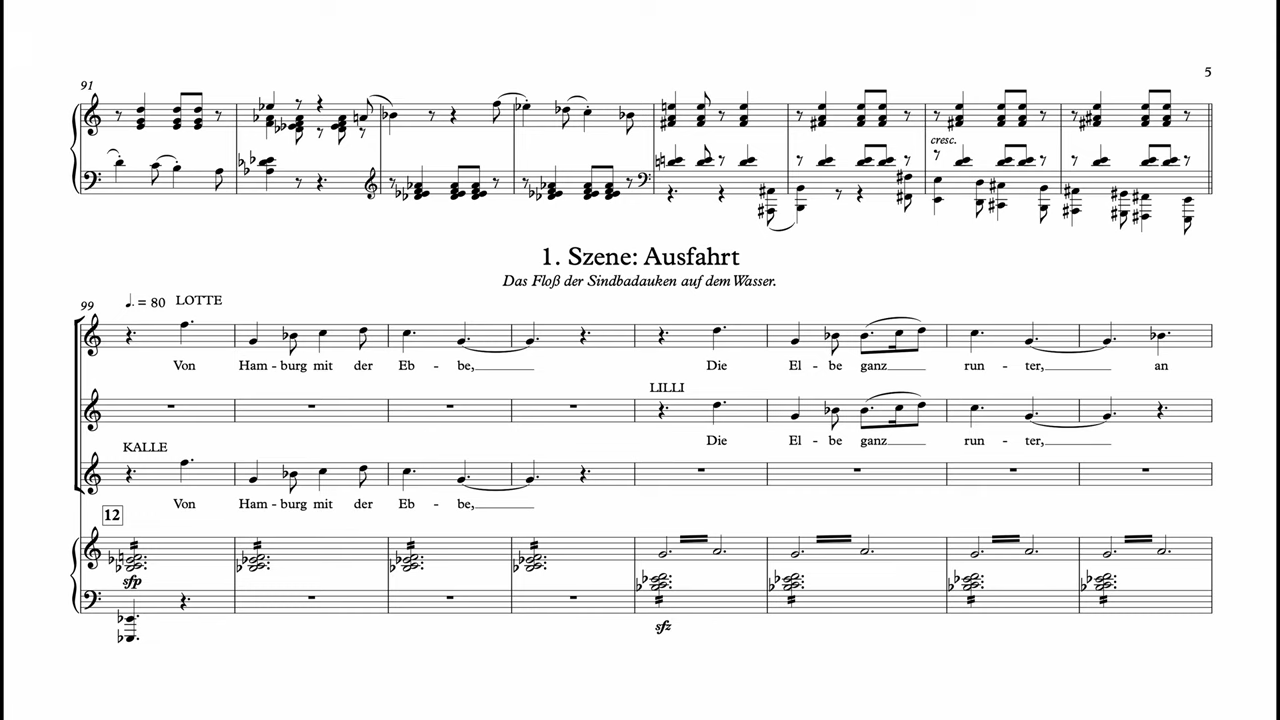 5
91
cresc.
1. Szene: Ausfahrt
Das Floß der Sindbadauken auf dem Wasser.
99
♩. = 80 LOTTE
Von Ham - burg mit der Eb - be, Die El - be ganz run - ter, an
LILLI
Die El - be ganz run - ter,
KALLE
Von Ham - burg mit der Eb - be,
12
sfp
sfz